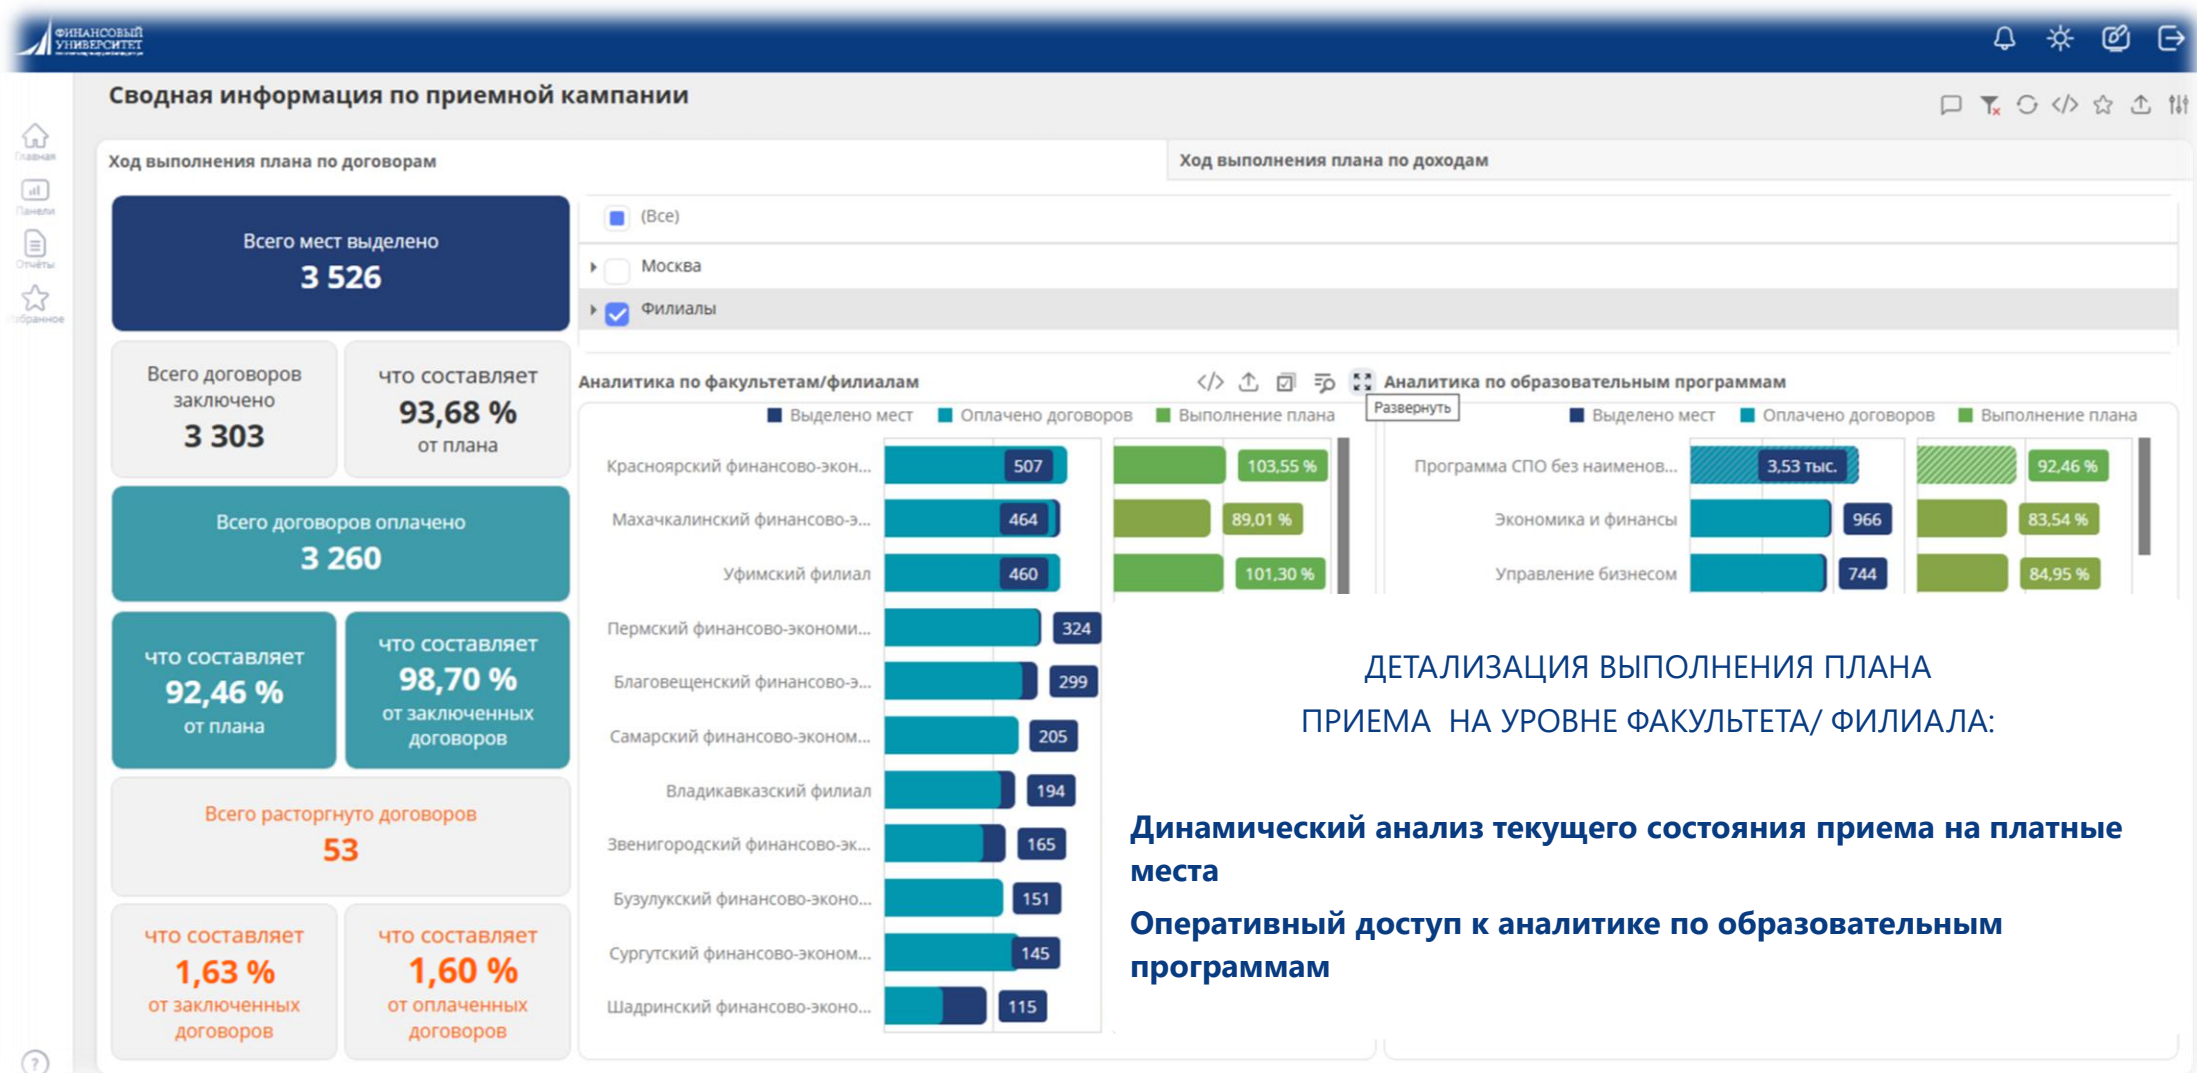 ФИНАНСОВЫЙ
УНИВЕРСИТЕТ
Сводная информация по приемной кампании
Главная
Панели
Отчёты
Избранное
Ход выполнения плана по договорам
Ход выполнения плана по доходам
Всего мест выделено
3 526
Всего договоров
заключено
3 303
что составляет
93,68 %
от плана
Всего договоров оплачено
3 260
что составляет
92,46 %
от плана
что составляет
98,70 %
от заключенных
договоров
Всего расторгнуто договоров
53
что составляет
1,63 %
от заключенных
договоров
что составляет
1,60 %
от оплаченных
договоров
?
(Все)
Москва
Филиалы
Аналитика по факультетам/филиалам
Развернуть
Выделено мест Оплачено договоров Выполнение плана
Красноярский финансово-экон... 507 103,55 %
Махачкалинский финансово-э... 464 89,01 %
Уфимский филиал 460 101,30 %
Пермский финансово-экономи... 324
Благовещенский финансово-э... 299
Самарский финансово-эконом... 205
Владикавказский филиал 194
Звенигородский финансово-эк... 165
Бузулукский финансово-эконо... 151
Сургутский финансово-эконом... 145
Шадринский финансово-эконо... 115
Аналитика по образовательным программам
Выделено мест Оплачено договоров Выполнение плана
Программа СПО без наименов... 3,53 тыс. 92,46 %
Экономика и финансы 966 83,54 %
Управление бизнесом 744 84,95 %
ДЕТАЛИЗАЦИЯ ВЫПОЛНЕНИЯ ПЛАНА
ПРИЕМА НА УРОВНЕ ФАКУЛЬТЕТА/ ФИЛИАЛА:
Динамический анализ текущего состояния приема на платные
места
Оперативный доступ к аналитике по образовательным
программам